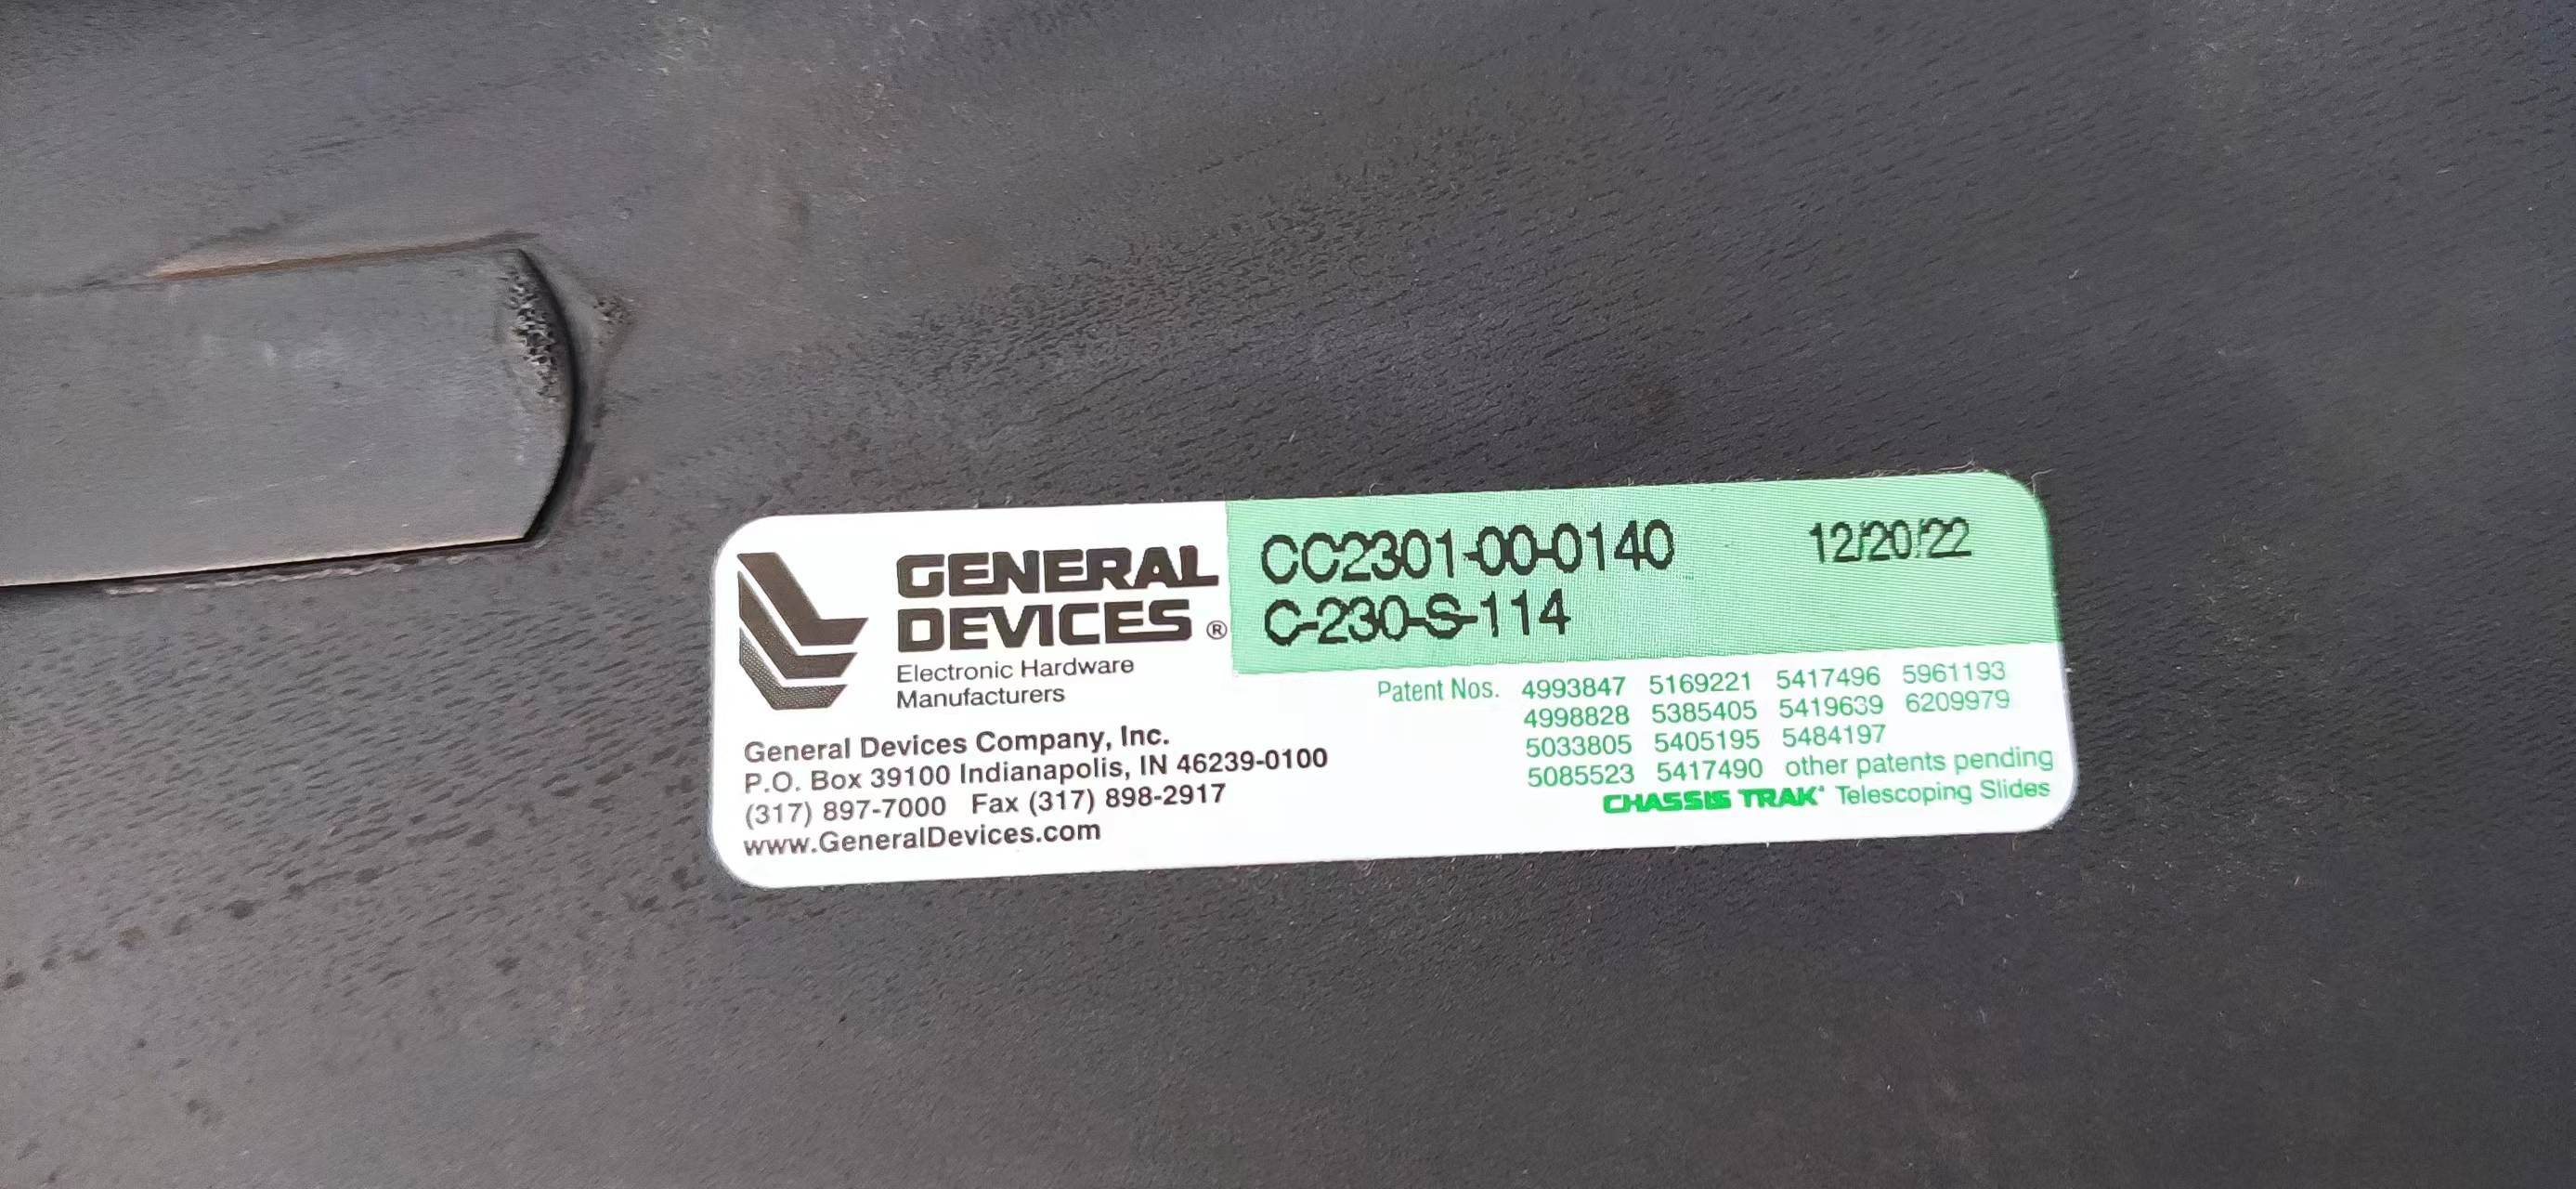 GENERAL
DEVICES ®
Electronic Hardware
Manufacturers
General Devices Company, Inc.
P.O. Box 39100 Indianapolis, IN 46239-0100
(317) 897-7000 Fax (317) 898-2917
www.GeneralDevices.com
CC2301-00-0140 12/20/22
C-230-S-114
Patent Nos. 4993847 5169221 5417496 5961193
4998828 5385405 5419639 6209979
5033805 5405195 5484197
5085523 5417490 other patents pending
CHASSIS TRAK Telescoping Slides